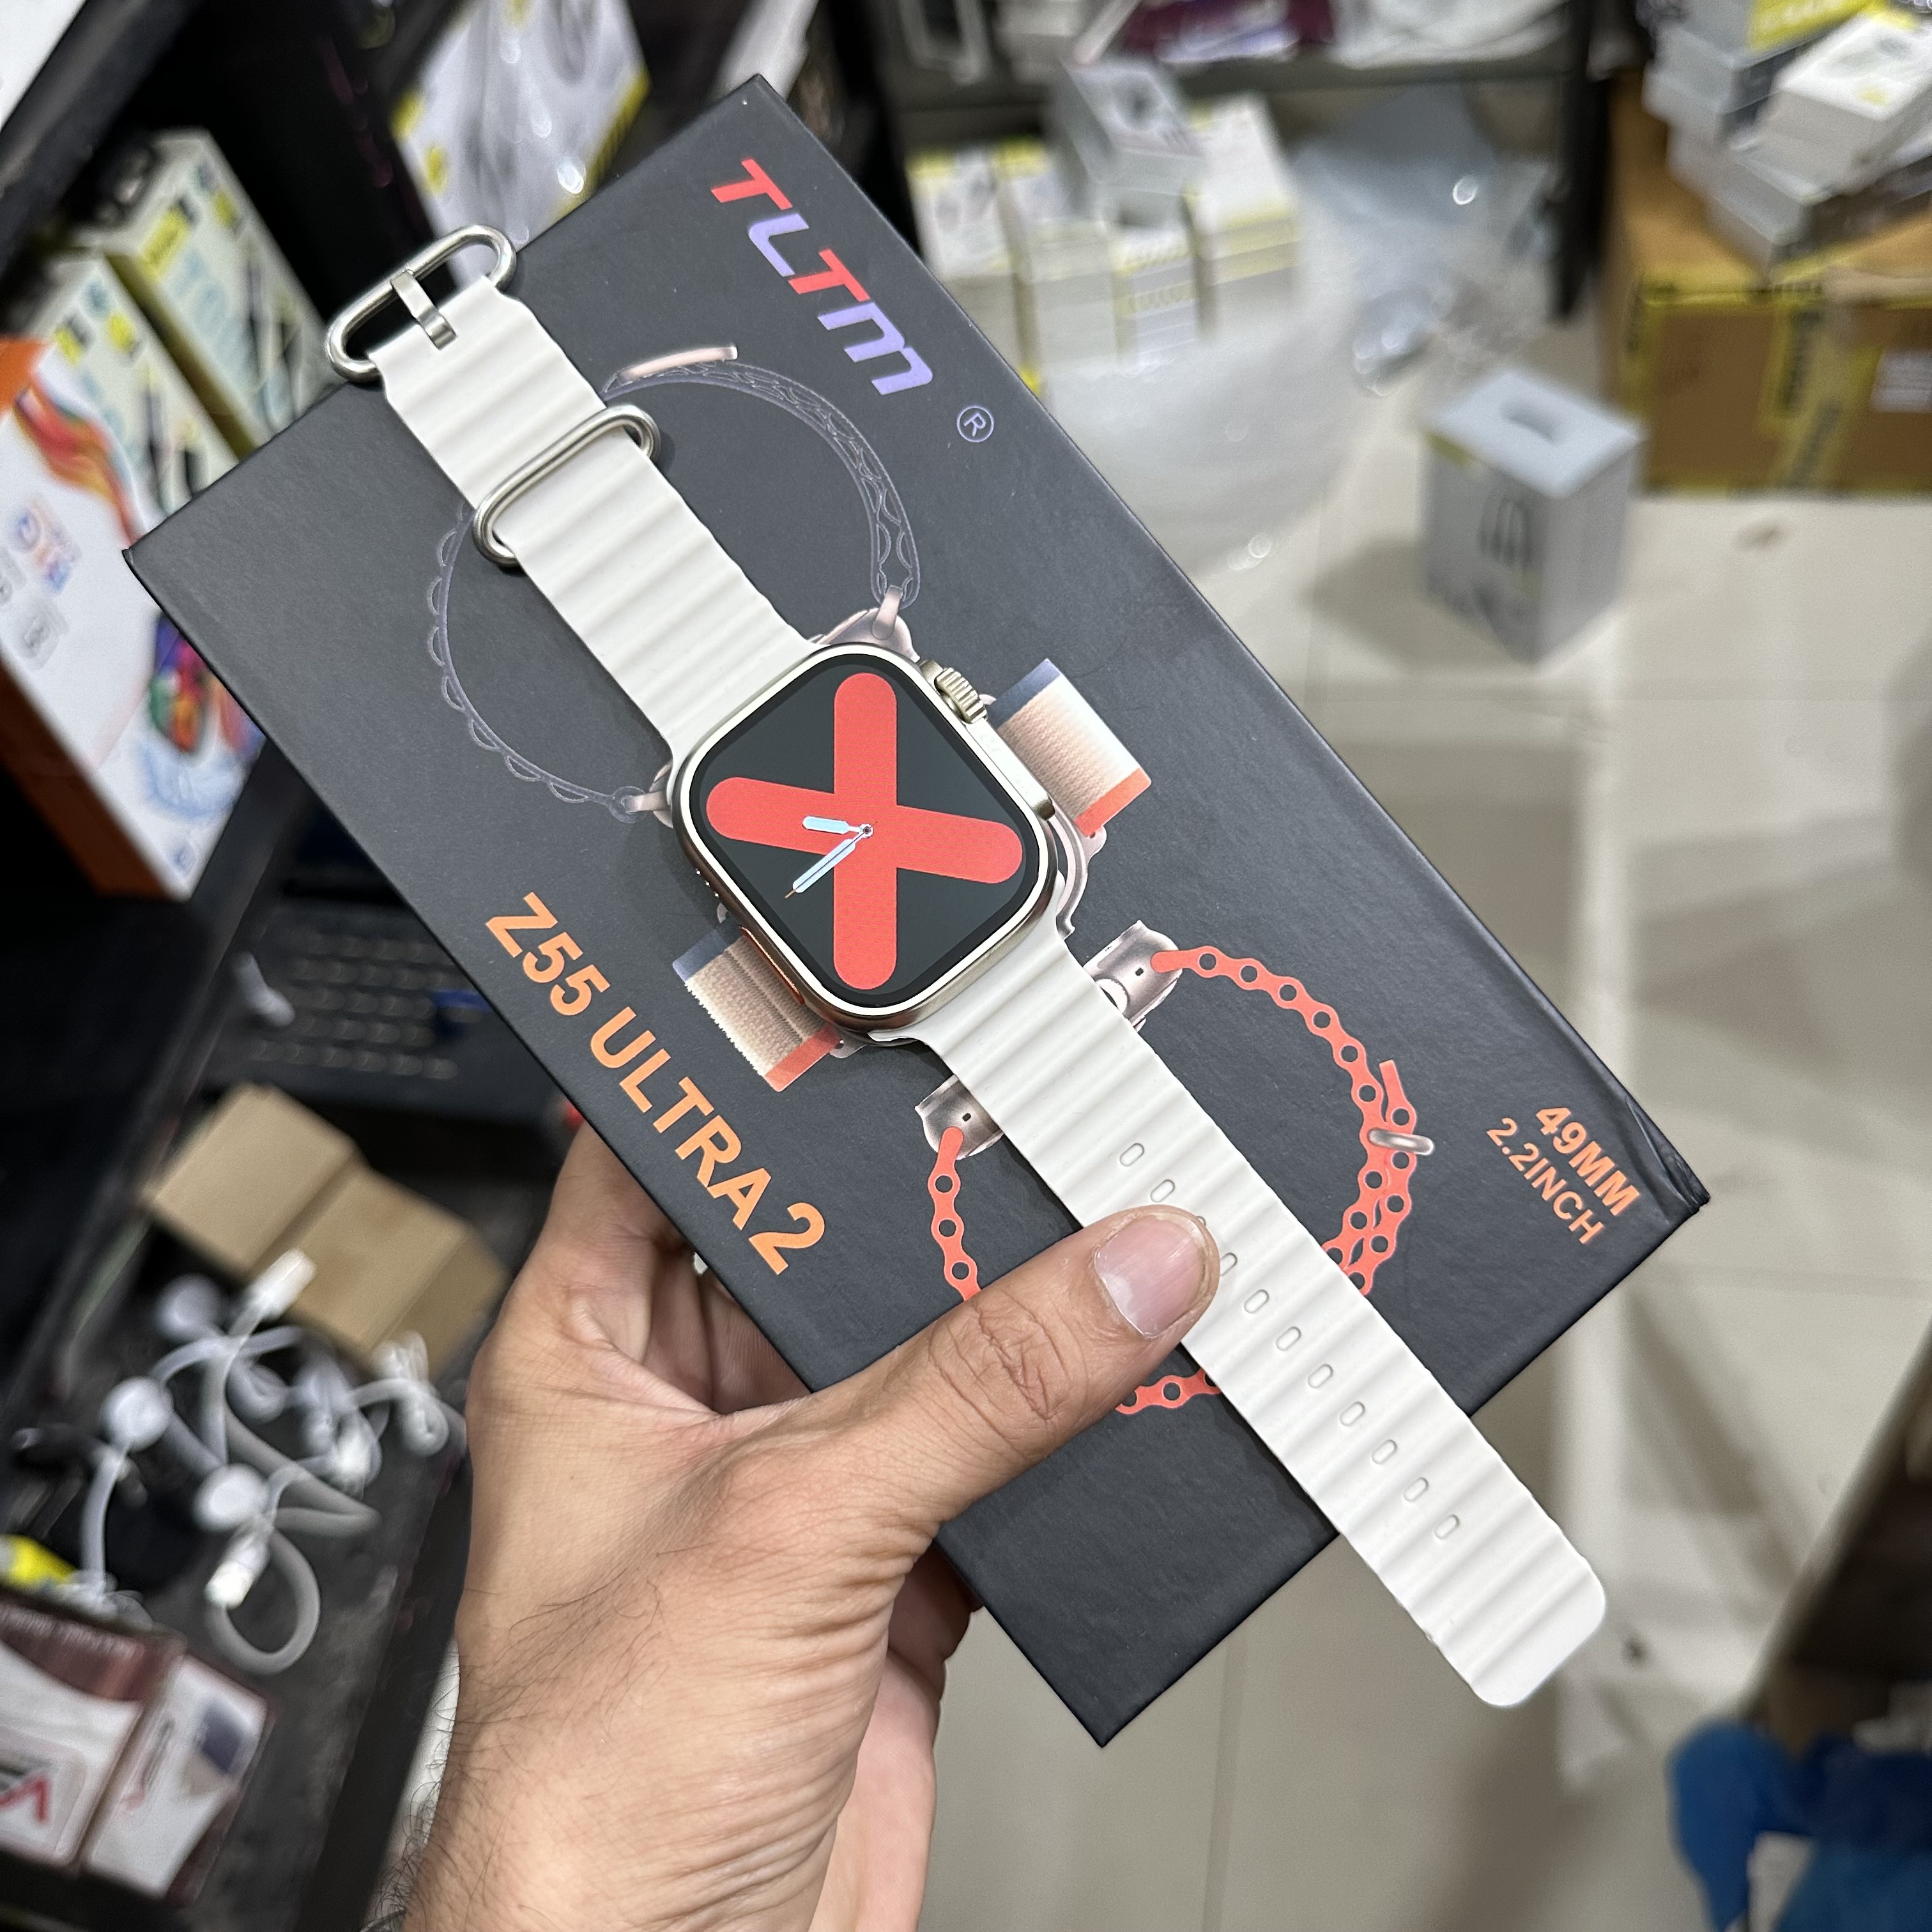 TLTM ®
Z55 ULTRA 2
49MM
2.2INCH